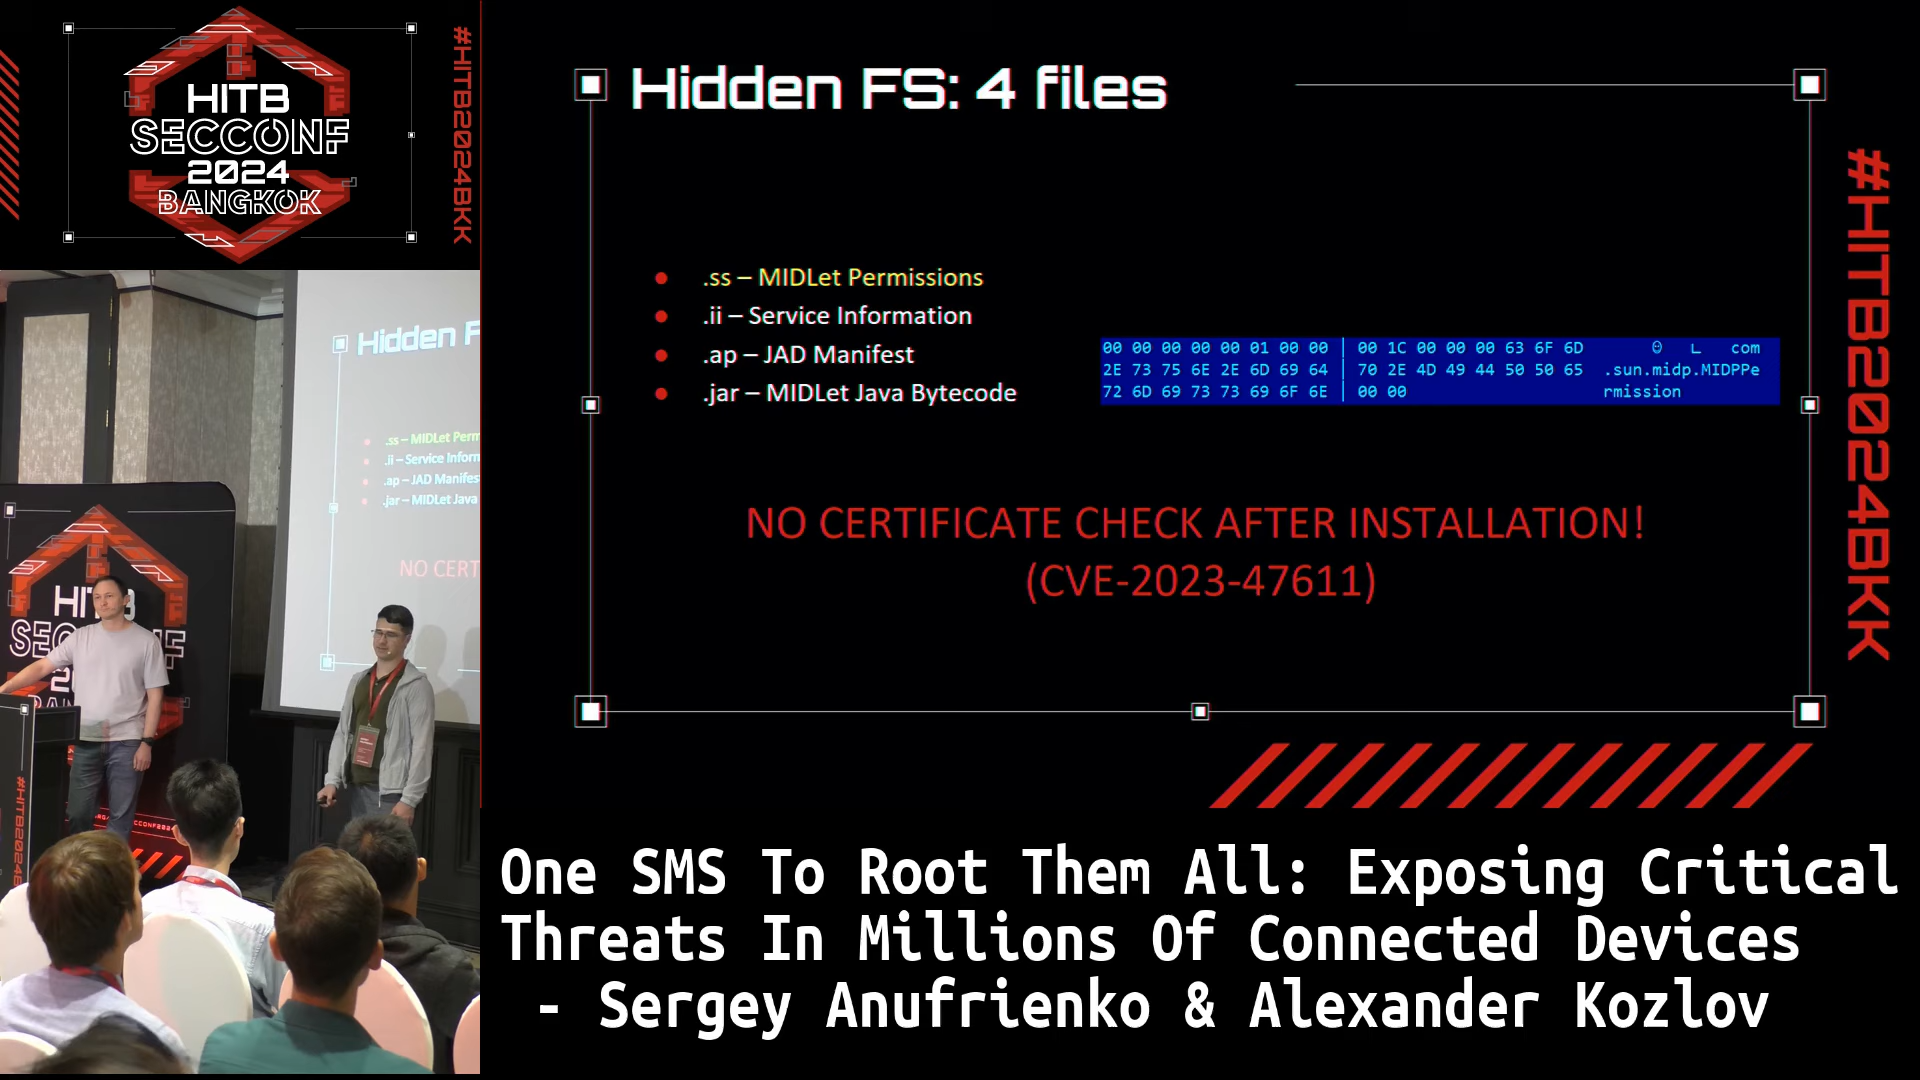 HITB
SECCONF
2024
BANGKOK
#HITB2024BKK
Hidden FS: 4 files
.ss – MIDLet Permissions
.ii – Service Information
.ap – JAD Manifest
.jar – MIDLet Java Bytecode
00 00 00 00 00 01 00 00 | 00 1C 00 00 00 63 6F 6D ☺ ∟ com
2E 73 75 6E 2E 6D 69 64 | 70 2E 4D 49 44 50 50 65 .sun.midp.MIDPPe
72 6D 69 73 73 69 6F 6E | 00 00 rmission
NO CERTIFICATE CHECK AFTER INSTALLATION!
(CVE-2023-47611)
#HITB2024BKK
Hidden F
.ss – MIDLet Perm
.ii – Service Inform
.ap – JAD Manifes
.jar – MIDLet Java
NO CERT
HITB
SEC F
2
One SMS To Root Them All: Exposing Critical
Threats In Millions Of Connected Devices
- Sergey Anufrienko & Alexander Kozlov